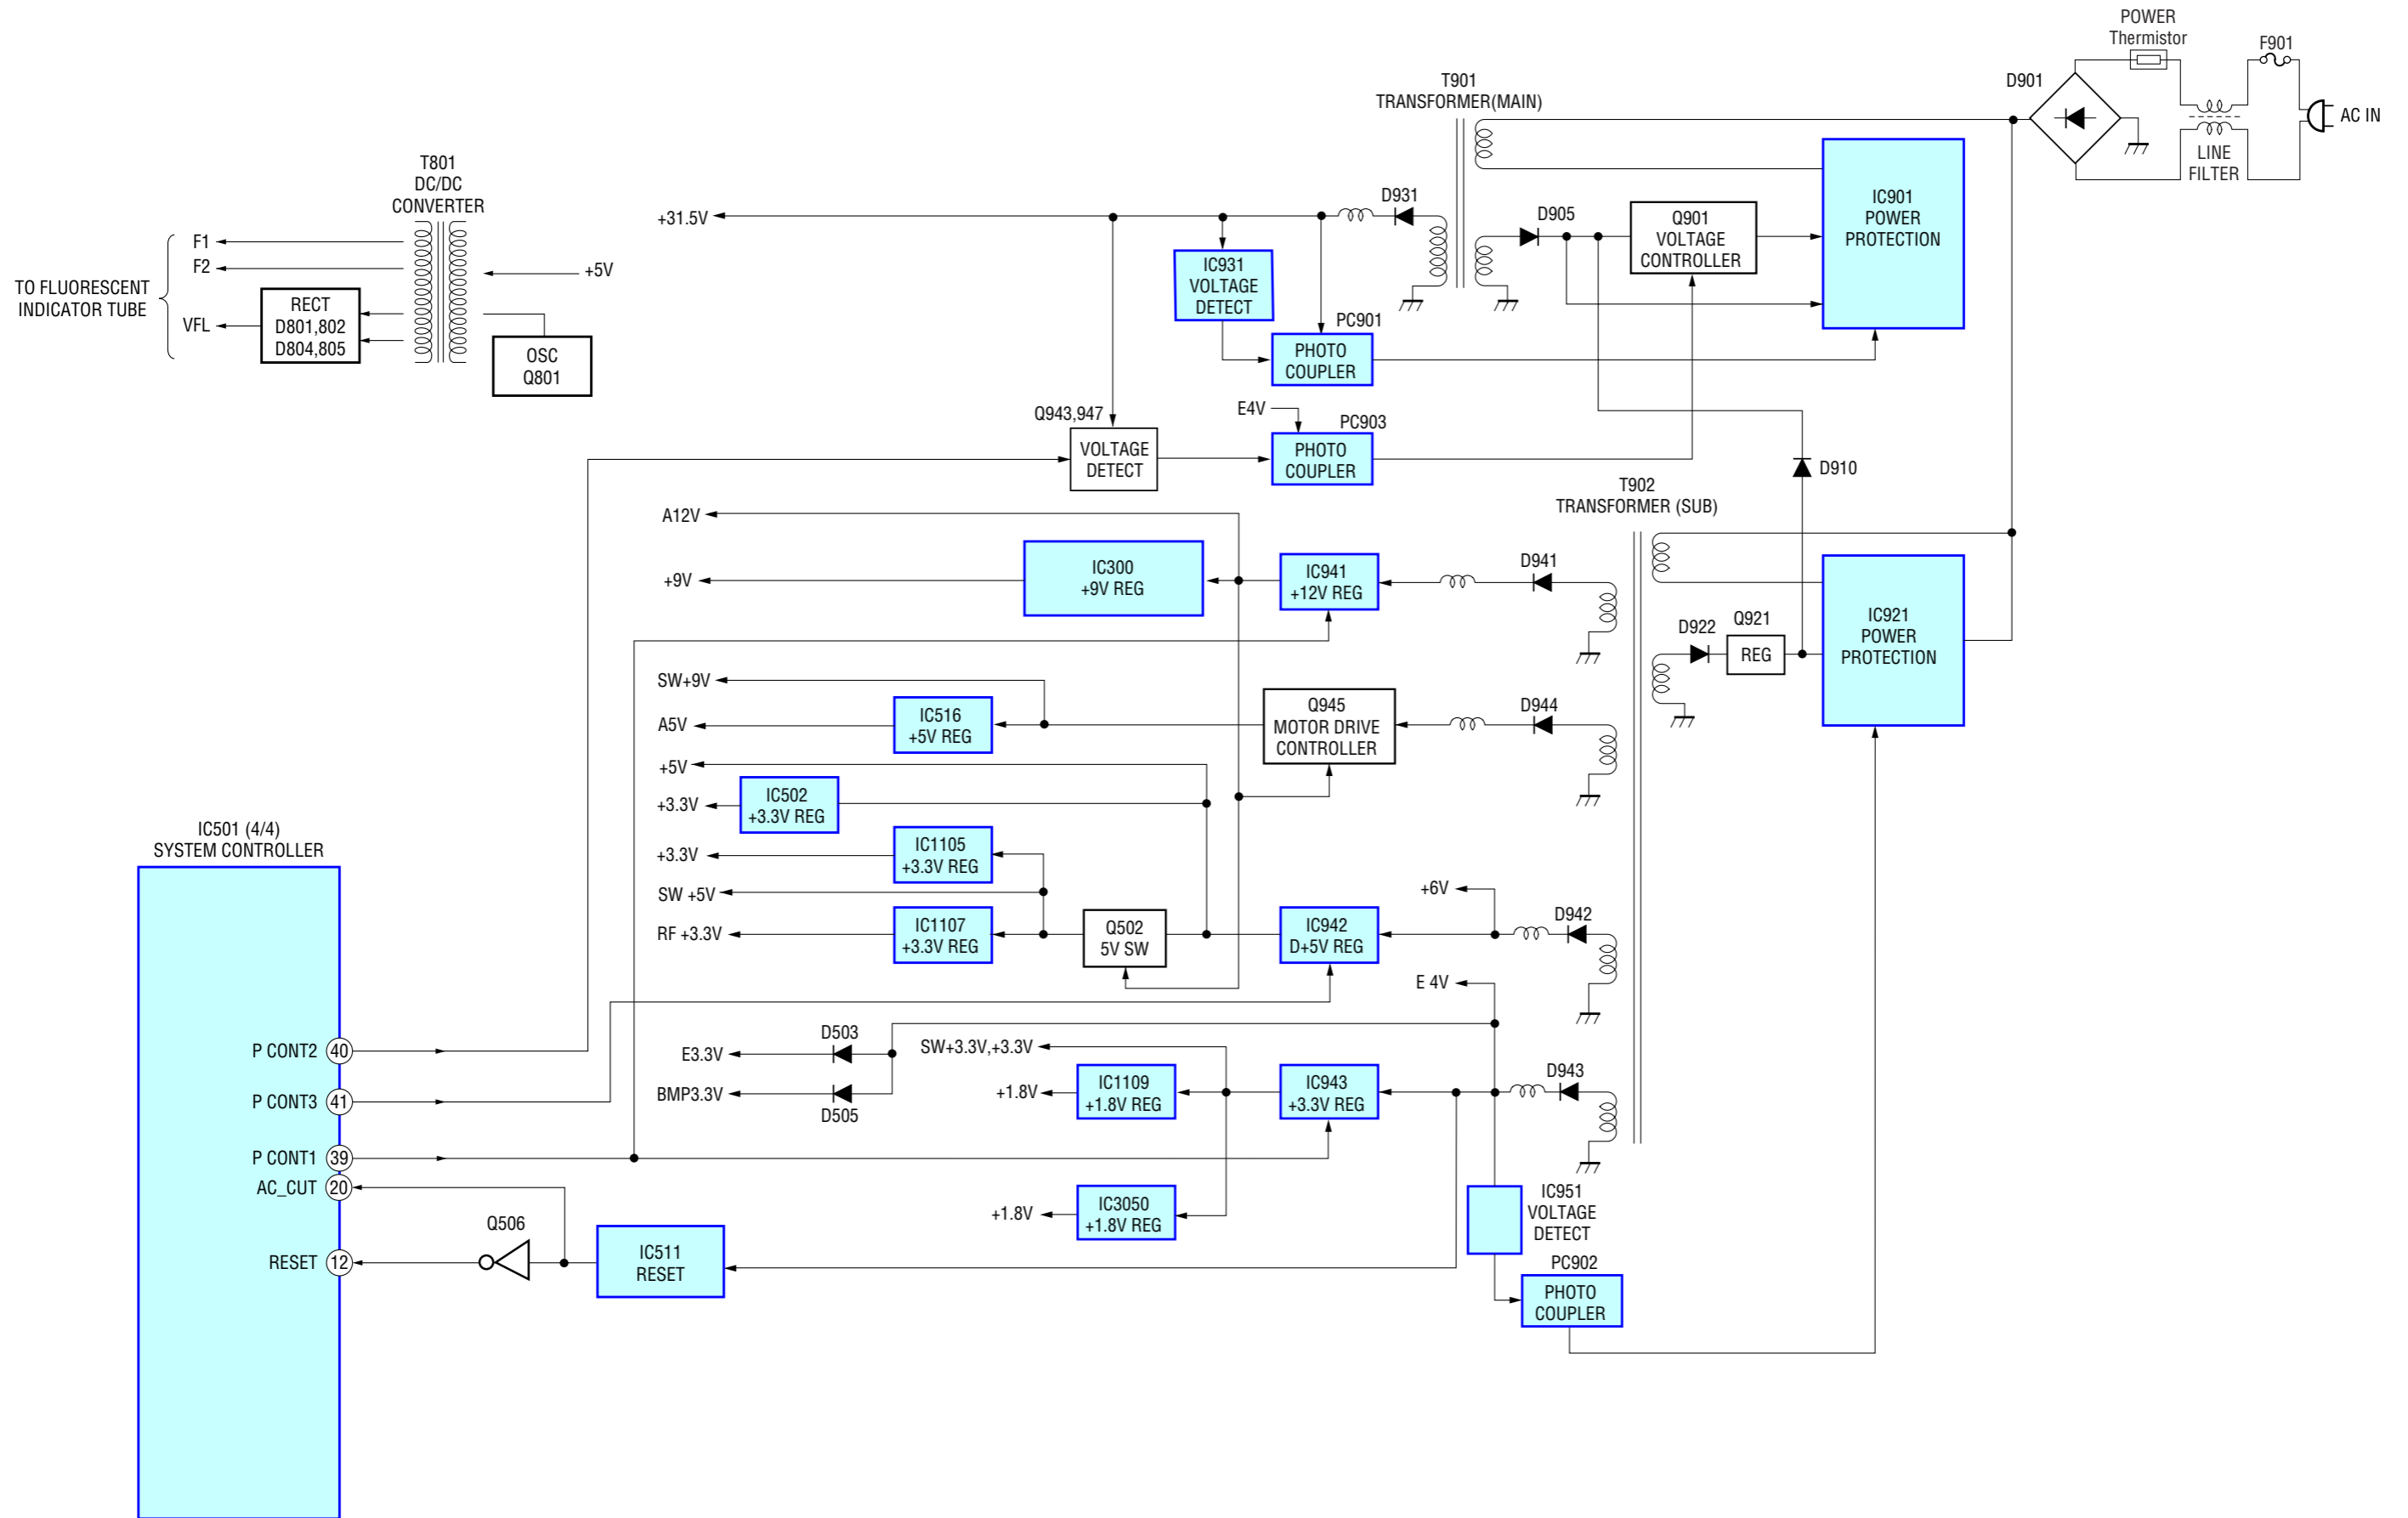 POWER
Thermistor
F901
D901
AC IN
LINE
FILTER
T901
TRANSFORMER(MAIN)
IC901
POWER
PROTECTION
T801
DC/DC
CONVERTER
F1
F2
VFL
TO FLUORESCENT
INDICATOR TUBE
RECT
D801,802
D804,805
+5V
OSC
Q801
+31.5V
D931
D905
Q901
VOLTAGE
CONTROLLER
IC931
VOLTAGE
DETECT
PC901
PHOTO
COUPLER
Q943,947
VOLTAGE
DETECT
E4V
PC903
PHOTO
COUPLER
D910
T902
TRANSFORMER (SUB)
A12V
+9V
IC300
+9V REG
IC941
+12V REG
D941
D922
Q921
REG
IC921
POWER
PROTECTION
SW+9V
A5V
IC516
+5V REG
Q945
MOTOR DRIVE
CONTROLLER
D944
+5V
+3.3V
IC502
+3.3V REG
+3.3V
IC1105
+3.3V REG
SW +5V
RF +3.3V
IC1107
+3.3V REG
Q502
5V SW
IC942
D+5V REG
+6V
D942
E 4V
IC501 (4/4)
SYSTEM CONTROLLER
P CONT2
40
P CONT3
41
P CONT1
39
AC_CUT
20
RESET
12
D503
E3.3V
BMP3.3V
D505
SW+3.3V,+3.3V
+1.8V
IC1109
+1.8V REG
IC943
+3.3V REG
D943
+1.8V
IC3050
+1.8V REG
IC951
VOLTAGE
DETECT
Q506
IC511
RESET
PC902
PHOTO
COUPLER